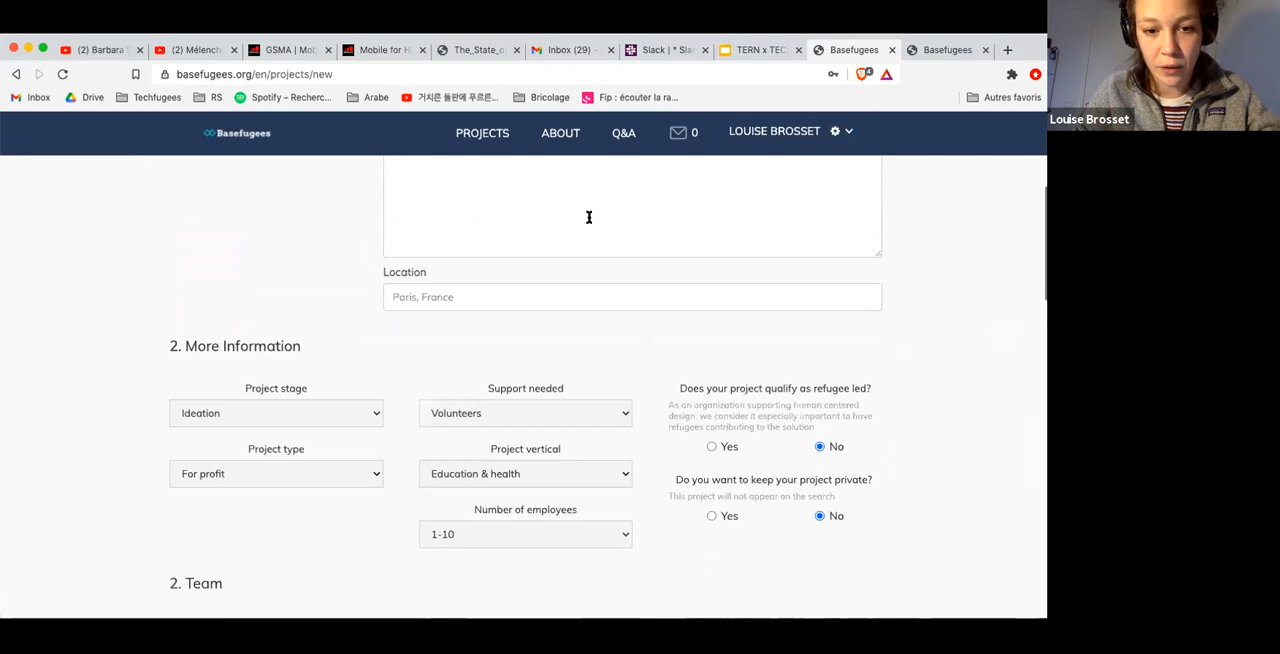 (2) Barbara
(2) Mélench
GSMA | Mo
Mobile for H
The_State_o
Inbox (29) -
Slack | * Sla
TERN x TEC
Basefugees
Basefugees
basefugees.org/en/projects/new
4
Inbox
Drive
Techfugees
RS
Spotify – Recherc...
Arabe
거치른 들판에 푸르른...
Bricolage
Fip : écouter la ra...
Autres favoris
Louise Brosset
Basefugees
PROJECTS
ABOUT
Q&A
0
LOUISE BROSSET
Location
Paris, France
2. More Information
Project stage
Ideation
Project type
For profit
Support needed
Volunteers
Project vertical
Education & health
Number of employees
1-10
Does your project qualify as refugee led?
As an organization supporting human centered
design, we consider it especially important to have
refugees contributing to the solution
Yes
No
Do you want to keep your project private?
This project will not appear on the search
Yes
No
2. Team